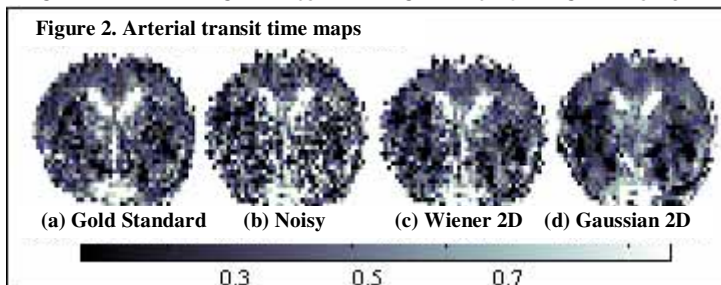 Figure 2. Arterial transit time maps
(a) Gold Standard (b) Noisy (c) Wiener 2D (d) Gaussian 2D
0.3 0.5 0.7